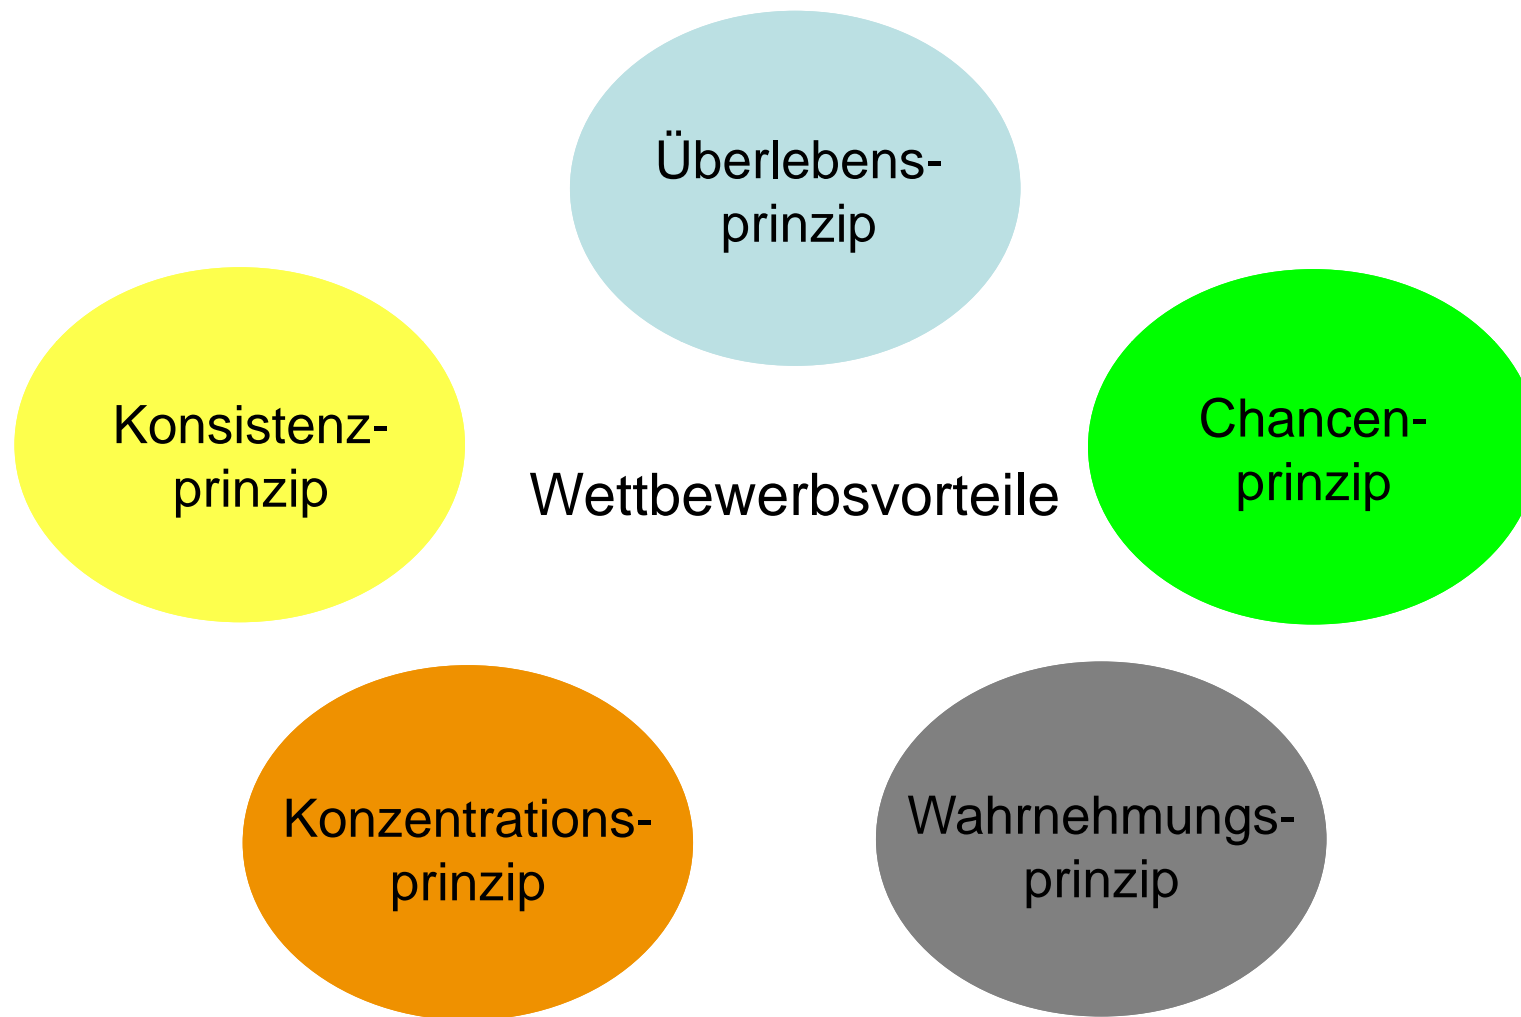 Überlebens-
prinzip
Konsistenz-
prinzip
Chancen-
prinzip
Wettbewerbsvorteile
Konzentrations-
prinzip
Wahrnehmungs-
prinzip